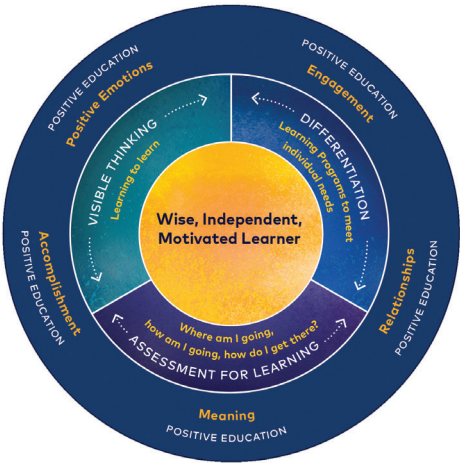 POSITIVE EDUCATION
Positive Emotions
POSITIVE EDUCATION
Engagement
VISIBLE THINKING
Learning to learn
DIFFERENTIATION
Learning Programs to meet
individual needs
Wise, Independent,
Motivated Learner
Accomplishment
POSITIVE EDUCATION
Relationships
POSITIVE EDUCATION
Where am I going,
how am I going, how do I get there?
ASSESSMENT FOR LEARNING
Meaning
POSITIVE EDUCATION